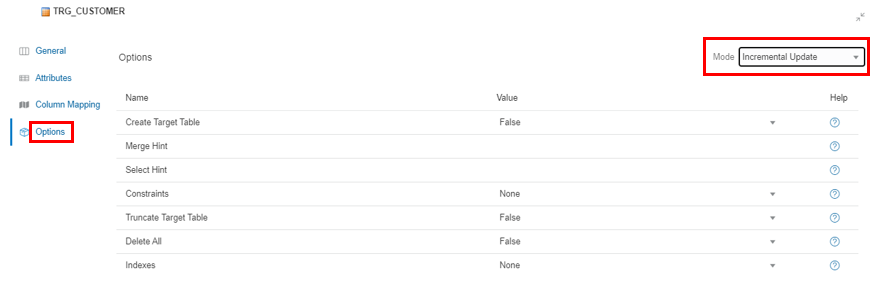 TRG_CUSTOMER
General
Attributes
Column Mapping
Options
Options
Mode Incremental Update
Name Value Help
Create Target Table False
Merge Hint
Select Hint
Constraints None
Truncate Target Table False
Delete All False
Indexes None